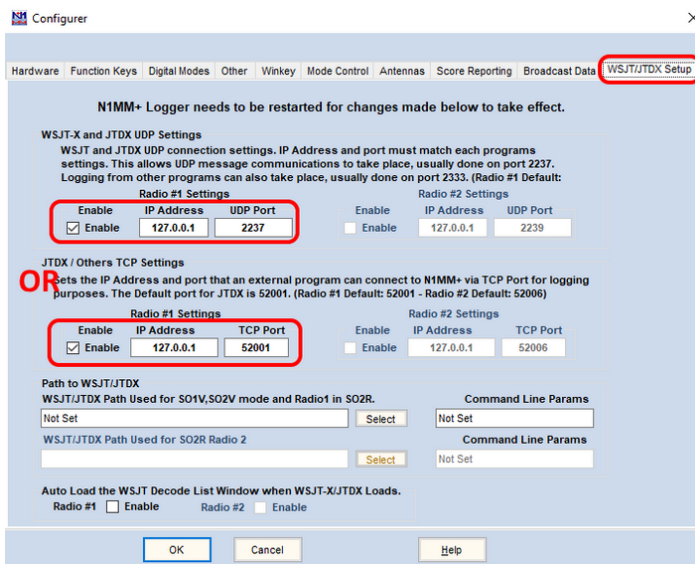 Configurer
Hardware Function Keys Digital Modes Other Winkey Mode Control Antennas Score Reporting Broadcast Data WSJT/JTDX Setup
N1MM+ Logger needs to be restarted for changes made below to take effect.
WSJT-X and JTDX UDP Settings
WSJT and JTDX UDP connection settings. IP Address and port must match each programs
settings. This allows UDP message communications to take place, usually done on port 2237.
Logging from other programs can also take place, usually done on port 2333. (Radio #1 Default:
Radio #1 Settings Radio #2 Settings
Enable IP Address UDP Port Enable IP Address UDP Port
Enable 127.0.0.1 2237 Enable 127.0.0.1 2239
JTDX / Others TCP Settings
OR
Sets the IP Address and port that an external program can connect to N1MM+ via TCP Port for logging
purposes. The Default port for JTDX is 52001. (Radio #1 Default: 52001 - Radio #2 Default: 52006)
Radio #1 Settings Radio #2 Settings
Enable IP Address TCP Port Enable IP Address TCP Port
Enable 127.0.0.1 52001 Enable 127.0.0.1 52006
Path to WSJT/JTDX
WSJT/JTDX Path Used for SO1V,SO2V mode and Radio1 in SO2R. Command Line Params
Not Set Select Not Set
WSJT/JTDX Path Used for SO2R Radio 2 Command Line Params
Select Not Set
Auto Load the WSJT Decode List Window when WSJT-X/JTDX Loads.
Radio #1 Enable Radio #2 Enable
OK Cancel Help